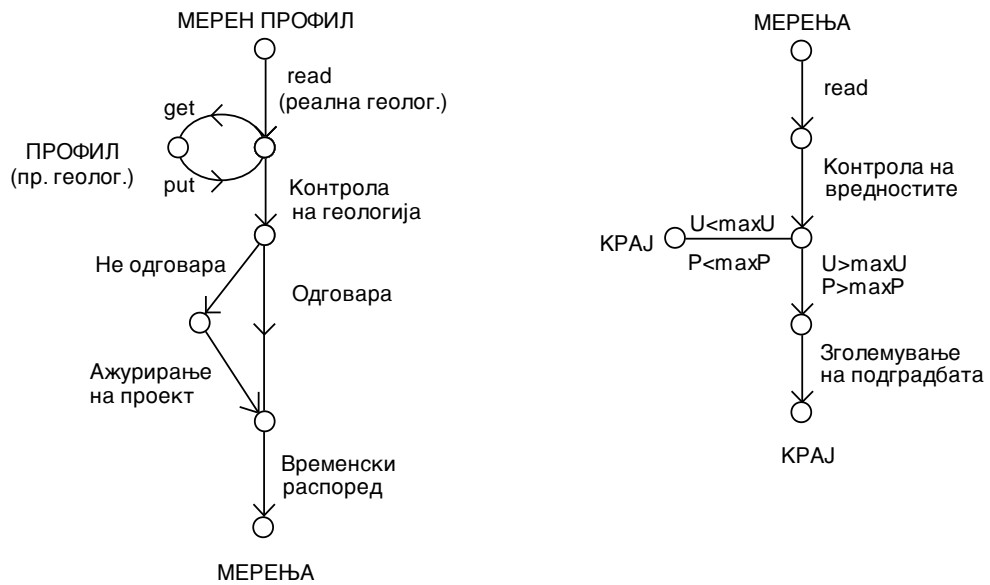 МЕРЕН ПРОФИЛ
read
(реална геолог.)
get
ПРОФИЛ
(пр. геолог.)
put
Контрола
на геологија
Не одговара
Одговара
Ажурирање
на проект
Временски
распоред
МЕРЕЊА
МЕРЕЊА
read
Контрола на
вредностите
U<maxU
КРАЈ
P<maxP
U>maxU
P>maxP
Зголемување
на подградбата
КРАЈ